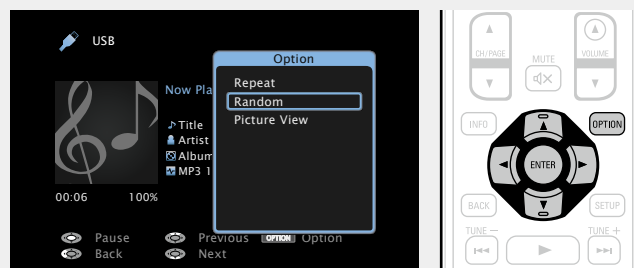 USB
Option
Now Pla
Repeat
Random
Picture View
Title
Artist
Album
MP3 1
00:06 100%
Pause Previous OPTION Option
Back Next
CH/PAGE MUTE VOLUME
INFO OPTION
ENTER
BACK SETUP
TUNE − TUNE +